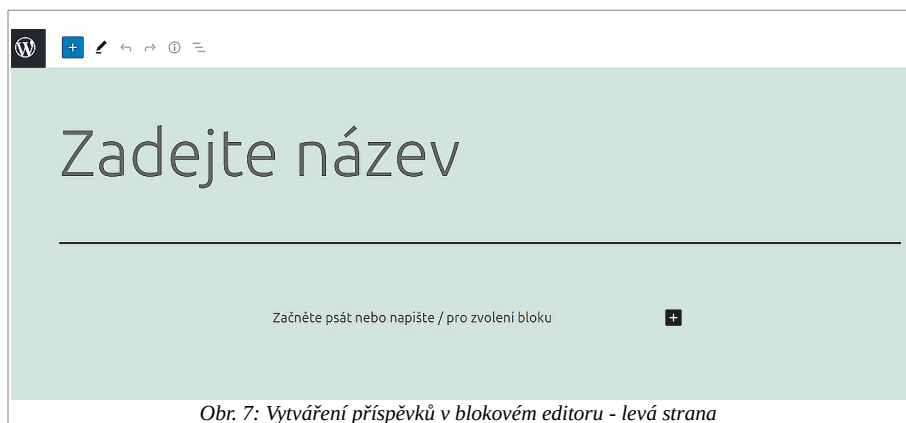 Zadejte název
Začněte psát nebo napište / pro zvolení bloku
Obr. 7: Vytváření příspěvků v blokovém editoru - levá strana